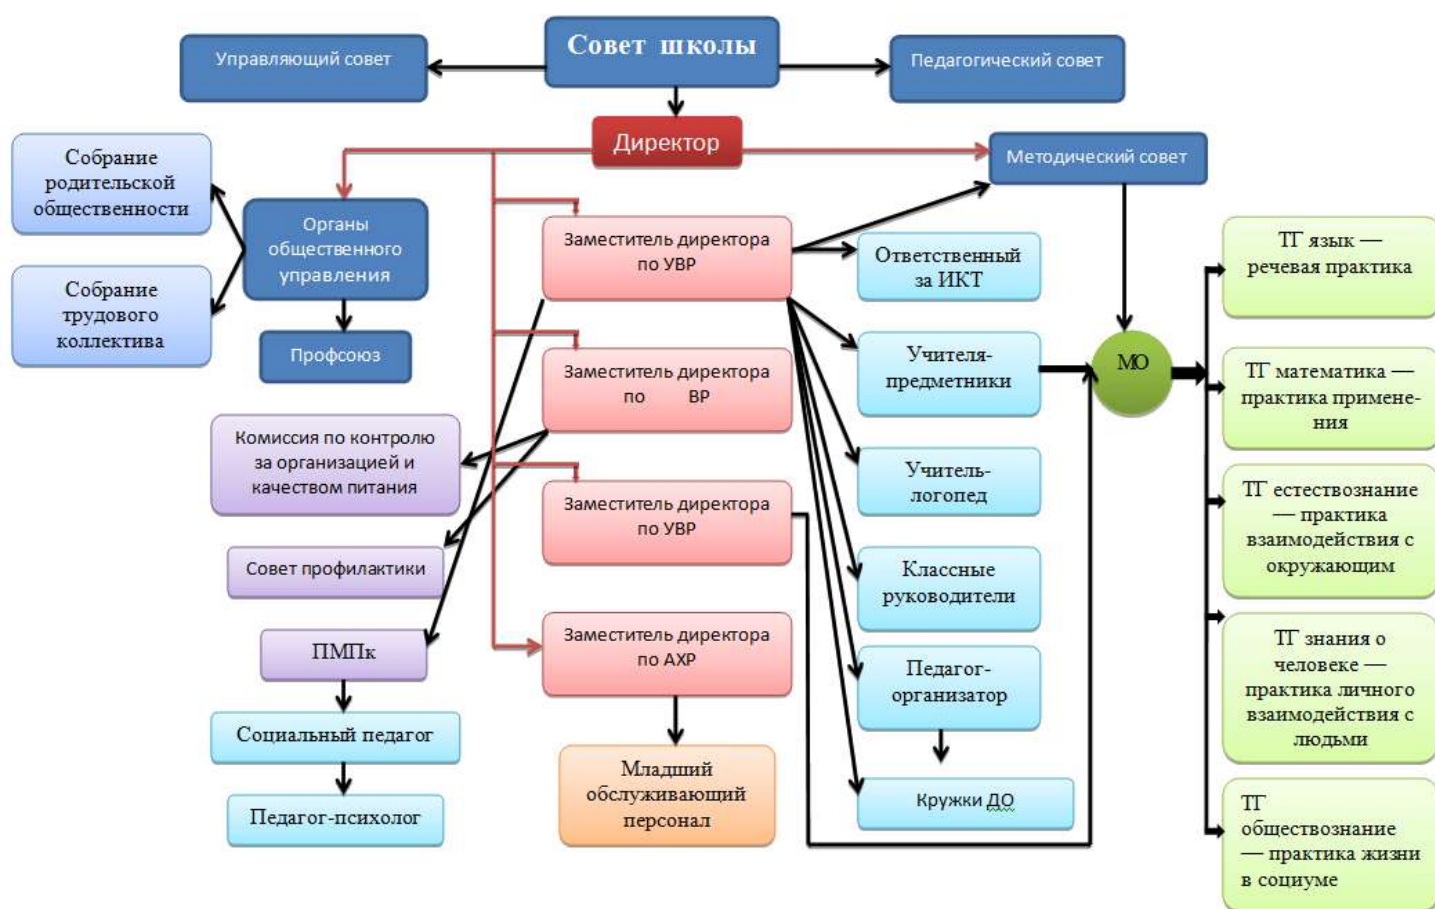 Совет школы
Управляющий совет
Педагогический совет
Директор
Методический совет
Собрание
родительской
общественности
Органы
общественного
управления
Собрание
трудового
коллектива
Профсоюз
Заместитель директора
по УВР
Ответственный
за ИКТ
ТГ язык —
речевая практика
Заместитель директора
по ВР
Учителя-
предметники
МО
ТГ математика —
практика примене-
ния
Комиссия по контролю
за организацией и
качеством питания
Заместитель директора
по УВР
Учитель-
логопед
ТГ естествознание
— практика
взаимодействия с
окружающим
Совет профилактики
Классные
руководители
ПМПк
Заместитель директора
по АХР
Педагог-
организатор
ТГ знания о
человеке —
практика личного
взаимодействия с
людьми
Социальный педагог
Младший
обслуживающий
персонал
Кружки ДО
Педагог-психолог
ТГ
обществознание
— практика жизни
в социуме